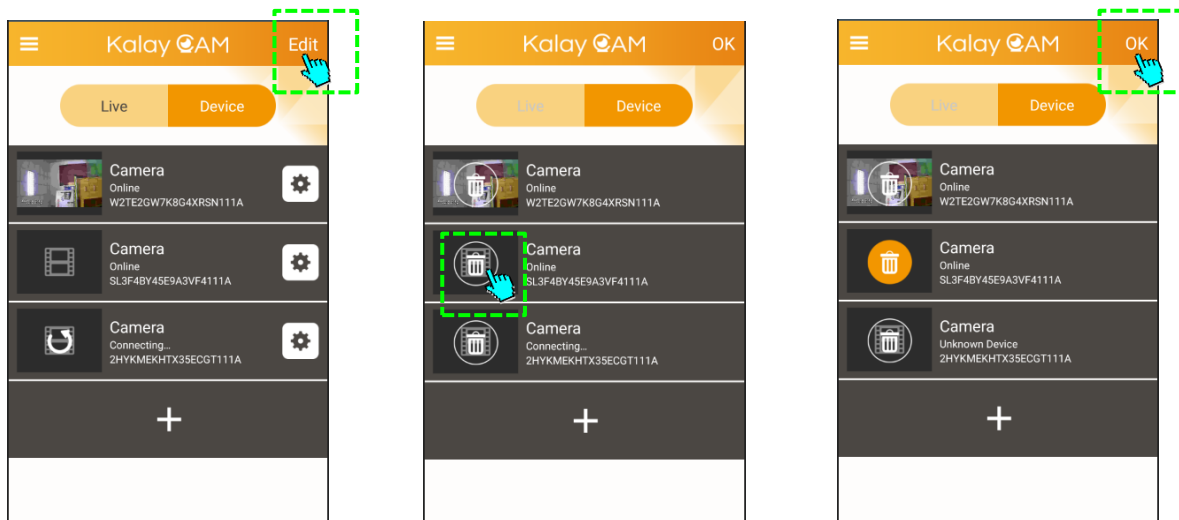 Kalay CAM Edit
Live Device
Camera
Online
W2TE2GW7K8G4XRSN111A
Camera
Online
SL3F4BY45E9A3VF4111A
Camera
Connecting...
2HYKMEKHTX35ECGT111A
+
Kalay CAM OK
Live Device
Camera
Online
W2TE2GW7K8G4XRSN111A
Camera
Online
SL3F4BY45E9A3VF4111A
Camera
Connecting...
2HYKMEKHTX35ECGT111A
+
Kalay CAM OK
Live Device
Camera
Online
W2TE2GW7K8G4XRSN111A
Camera
Online
SL3F4BY45E9A3VF4111A
Camera
Unknown Device
2HYKMEKHTX35ECGT111A
+